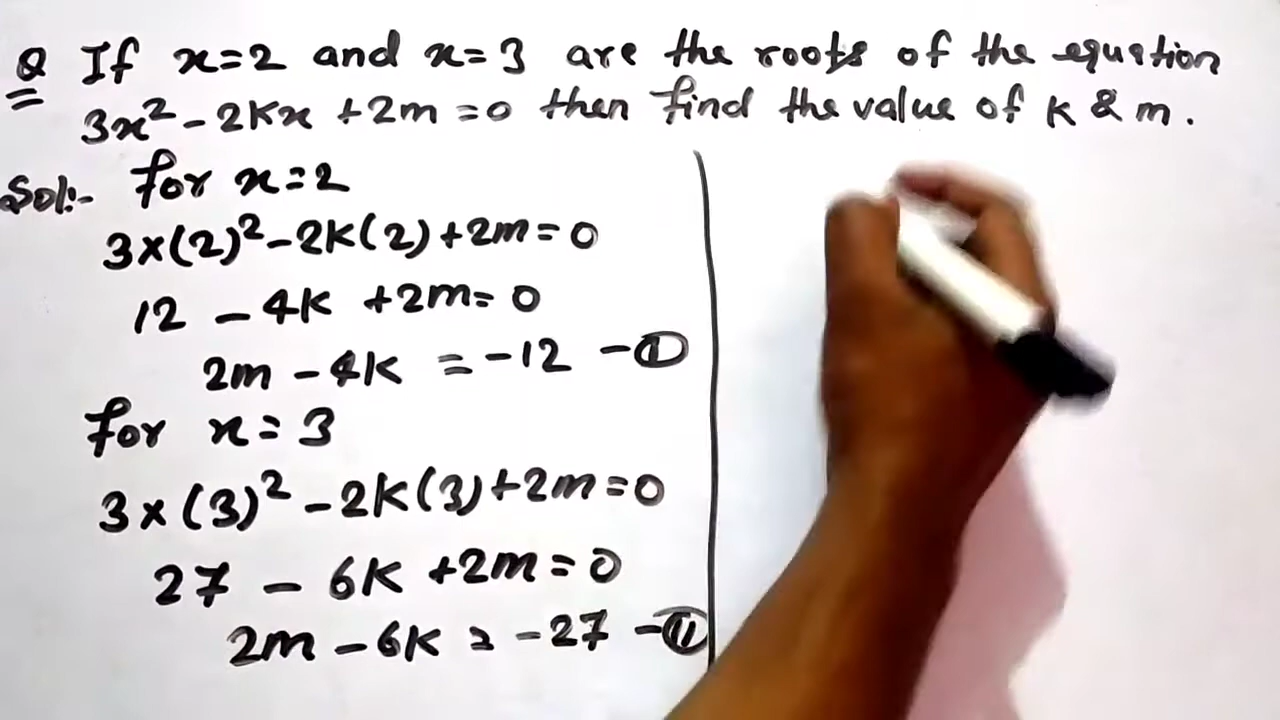 Q If x=2 and x=3 are the roots of the equstion
3x² - 2Kx + 2m = 0 then find the value of K & m.
Sol:- For x=2
3×(2)² - 2K(2) + 2m = 0
12 - 4K + 2m = 0
2m - 4K = -12 - ①
For x = 3
3×(3)² - 2K(3) + 2m = 0
27 - 6K + 2m = 0
2m - 6K = -27 - ⑪